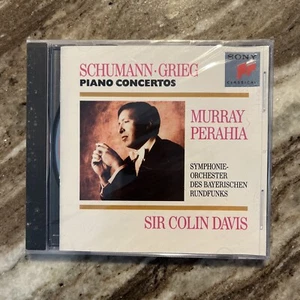 SCHUMANN · GRIEG
PIANO CONCERTOS
SONY
CLASSICAL
MURRAY
PERAHIA
SYMPHONIE-
ORCHESTER
DES BAYERISCHEN
RUNDFUNKS
SIR COLIN DAVIS